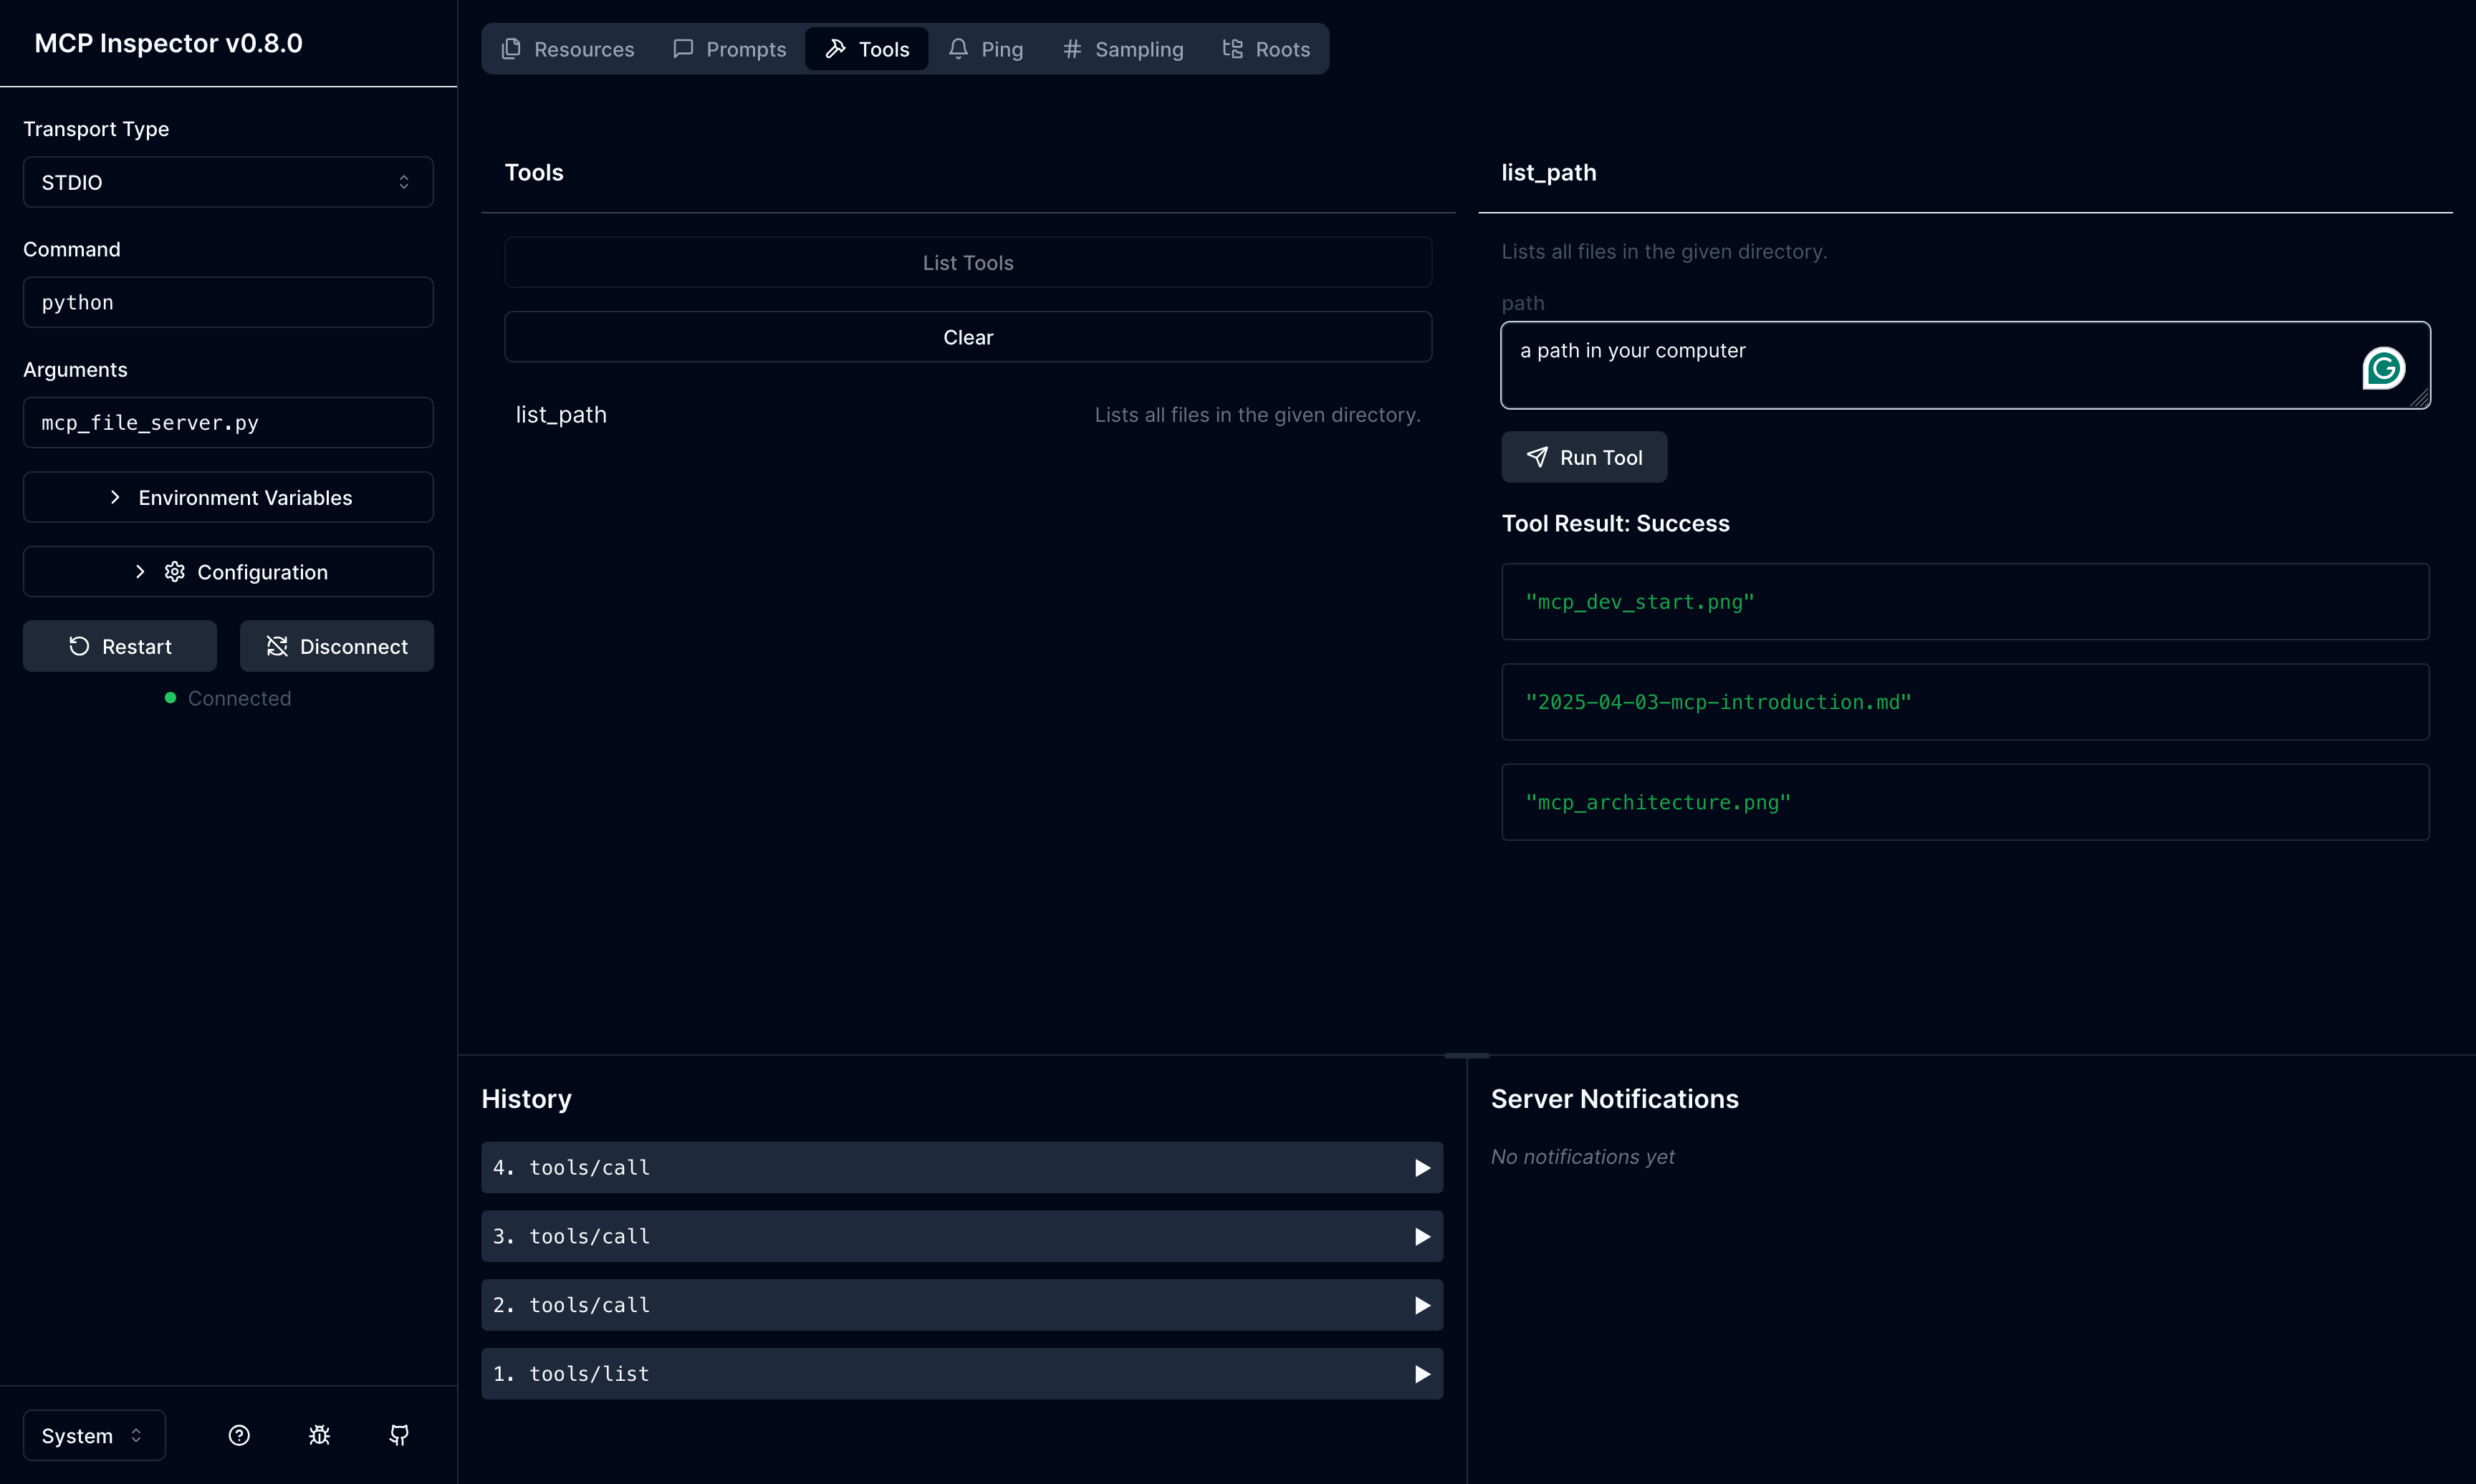 MCP Inspector v0.8.0
Transport Type
STDIO
Command
python
Arguments
mcp_file_server.py
Environment Variables
Configuration
Restart
Disconnect
Connected
System
Resources
Prompts
Tools
Ping
Sampling
Roots
Tools
List Tools
Clear
list_path
Lists all files in the given directory.
list_path
Lists all files in the given directory.
path
a path in your computer
Run Tool
Tool Result: Success
"mcp_dev_start.png"
"2025-04-03-mcp-introduction.md"
"mcp_architecture.png"
History
4. tools/call
3. tools/call
2. tools/call
1. tools/list
Server Notifications
No notifications yet